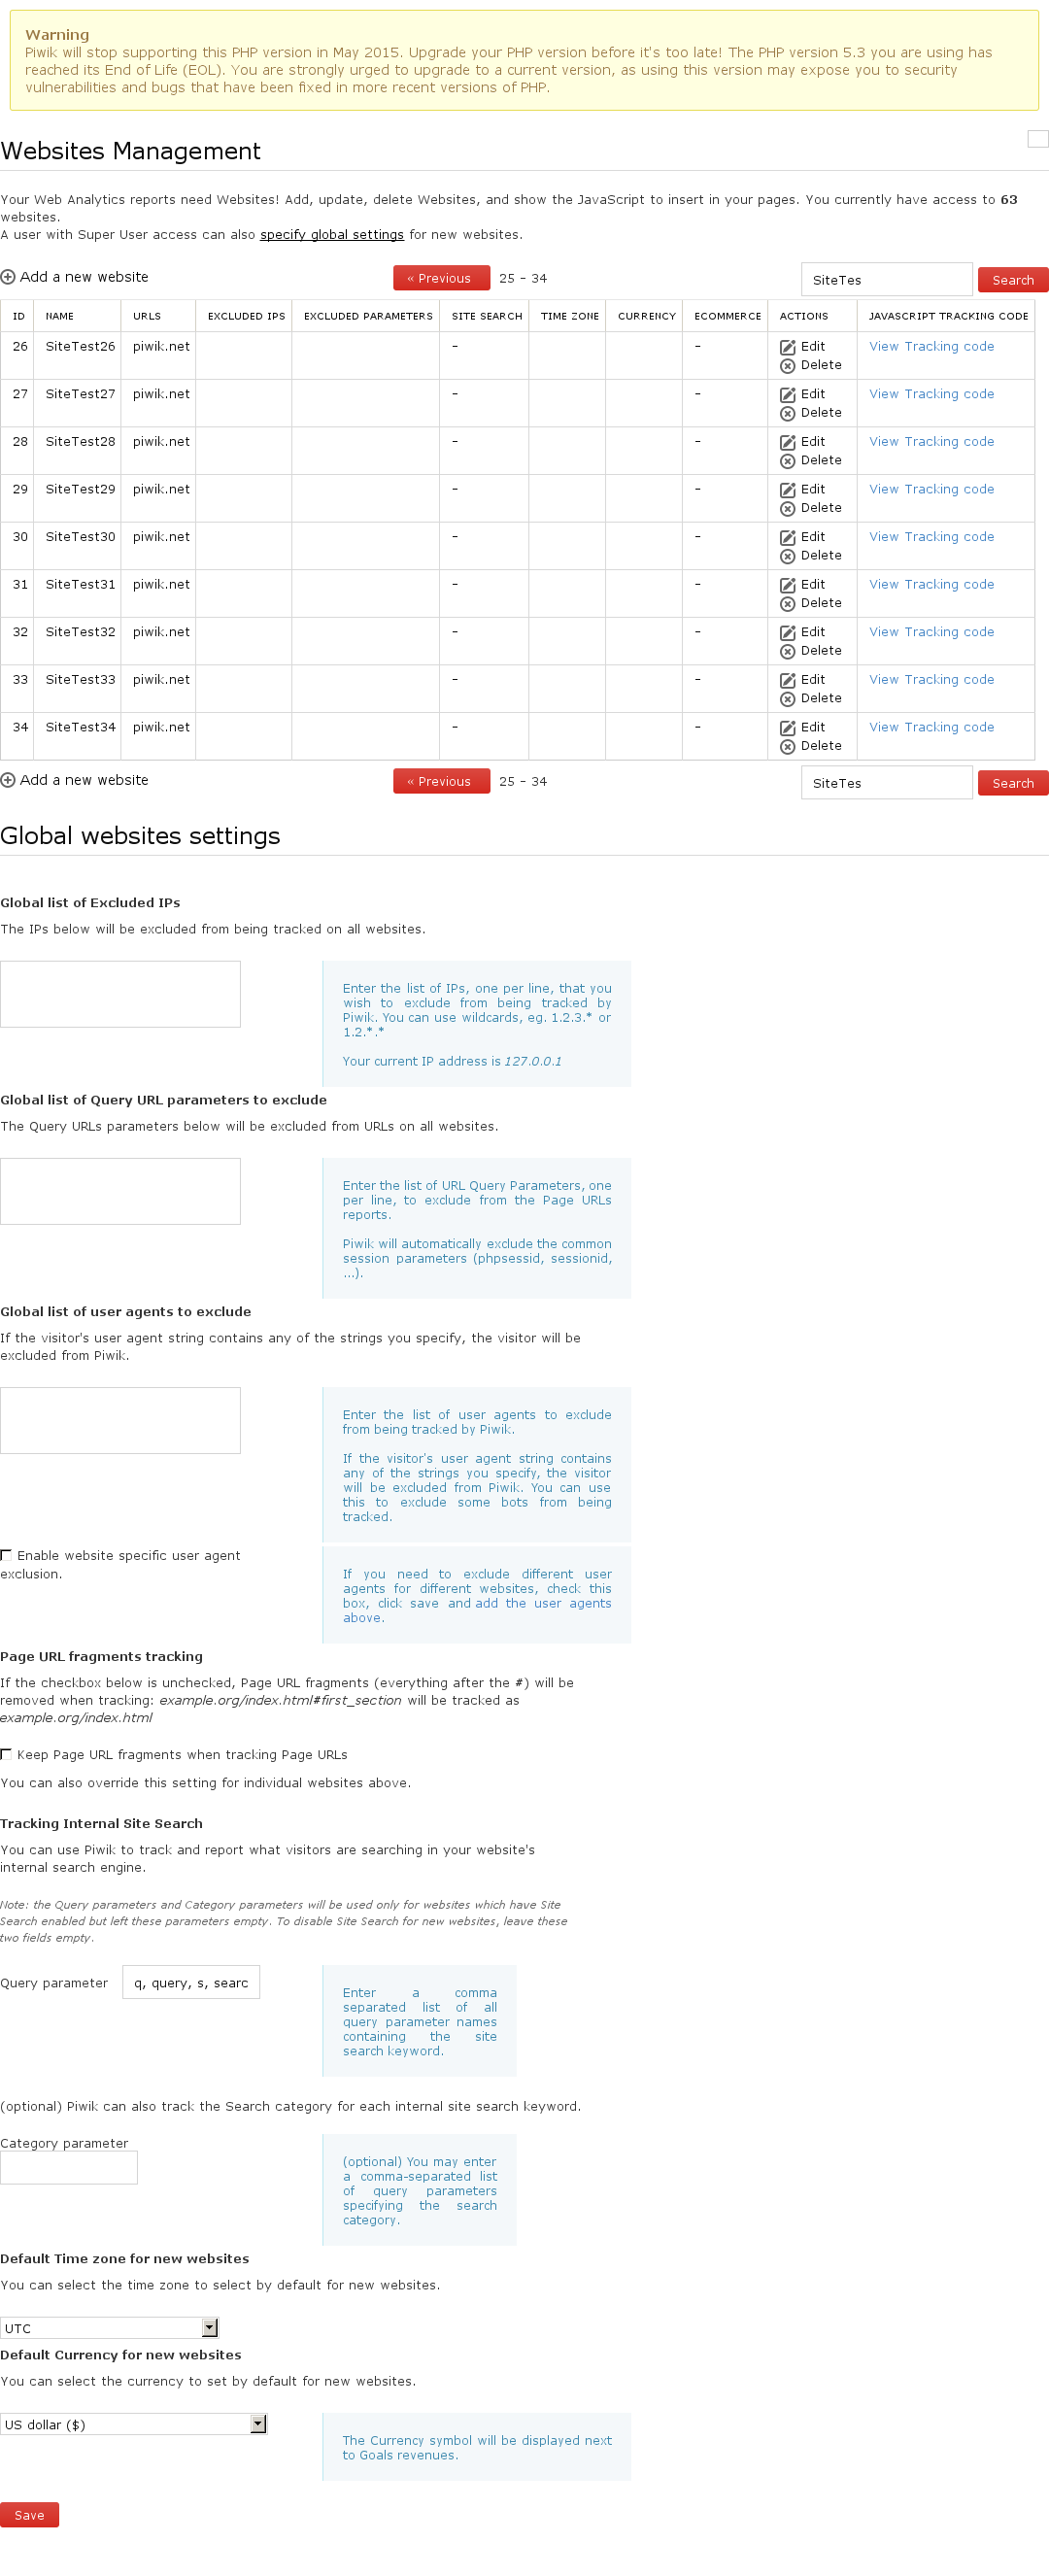 Warning
Piwik will stop supporting this PHP version in May 2015. Upgrade your PHP version before it's too late! The PHP version 5.3 you are using has
reached its End of Life (EOL). You are strongly urged to upgrade to a current version, as using this version may expose you to security
vulnerabilities and bugs that have been fixed in more recent versions of PHP.
Websites Management
Your Web Analytics reports need Websites! Add, update, delete Websites, and show the JavaScript to insert in your pages. You currently have access to 63
websites.
A user with Super User access can also specify global settings for new websites.
Add a new website « Previous 25 – 34 SiteTes Search
ID NAME URLS EXCLUDED IPS EXCLUDED PARAMETERS SITE SEARCH TIME ZONE CURRENCY ECOMMERCE ACTIONS JAVASCRIPT TRACKING CODE
26 SiteTest26 piwik.net - - Edit View Tracking code
Delete
27 SiteTest27 piwik.net - - Edit View Tracking code
Delete
28 SiteTest28 piwik.net - - Edit View Tracking code
Delete
29 SiteTest29 piwik.net - - Edit View Tracking code
Delete
30 SiteTest30 piwik.net - - Edit View Tracking code
Delete
31 SiteTest31 piwik.net - - Edit View Tracking code
Delete
32 SiteTest32 piwik.net - - Edit View Tracking code
Delete
33 SiteTest33 piwik.net - - Edit View Tracking code
Delete
34 SiteTest34 piwik.net - - Edit View Tracking code
Delete
Add a new website « Previous 25 – 34 SiteTes Search
Global websites settings
Global list of Excluded IPs
The IPs below will be excluded from being tracked on all websites.
Enter the list of IPs, one per line, that you
wish to exclude from being tracked by
Piwik. You can use wildcards, eg. 1.2.3.* or
1.2.*.*
Your current IP address is 127.0.0.1
Global list of Query URL parameters to exclude
The Query URLs parameters below will be excluded from URLs on all websites.
Enter the list of URL Query Parameters, one
per line, to exclude from the Page URLs
reports.
Piwik will automatically exclude the common
session parameters (phpsessid, sessionid,
...).
Global list of user agents to exclude
If the visitor's user agent string contains any of the strings you specify, the visitor will be
excluded from Piwik.
Enter the list of user agents to exclude
from being tracked by Piwik.
If the visitor's user agent string contains
any of the strings you specify, the visitor
will be excluded from Piwik. You can use
this to exclude some bots from being
tracked.
Enable website specific user agent
exclusion.
If you need to exclude different user
agents for different websites, check this
box, click save and add the user agents
above.
Page URL fragments tracking
If the checkbox below is unchecked, Page URL fragments (everything after the #) will be
removed when tracking: example.org/index.html#first_section will be tracked as
example.org/index.html
Keep Page URL fragments when tracking Page URLs
You can also override this setting for individual websites above.
Tracking Internal Site Search
You can use Piwik to track and report what visitors are searching in your website's
internal search engine.
Note: the Query parameters and Category parameters will be used only for websites which have Site
Search enabled but left these parameters empty. To disable Site Search for new websites, leave these
two fields empty.
Query parameter q, query, s, searc
Enter a comma
separated list of all
query parameter names
containing the site
search keyword.
(optional) Piwik can also track the Search category for each internal site search keyword.
Category parameter
(optional) You may enter
a comma-separated list
of query parameters
specifying the search
category.
Default Time zone for new websites
You can select the time zone to select by default for new websites.
UTC
Default Currency for new websites
You can select the currency to set by default for new websites.
US dollar ($)
The Currency symbol will be displayed next
to Goals revenues.
Save